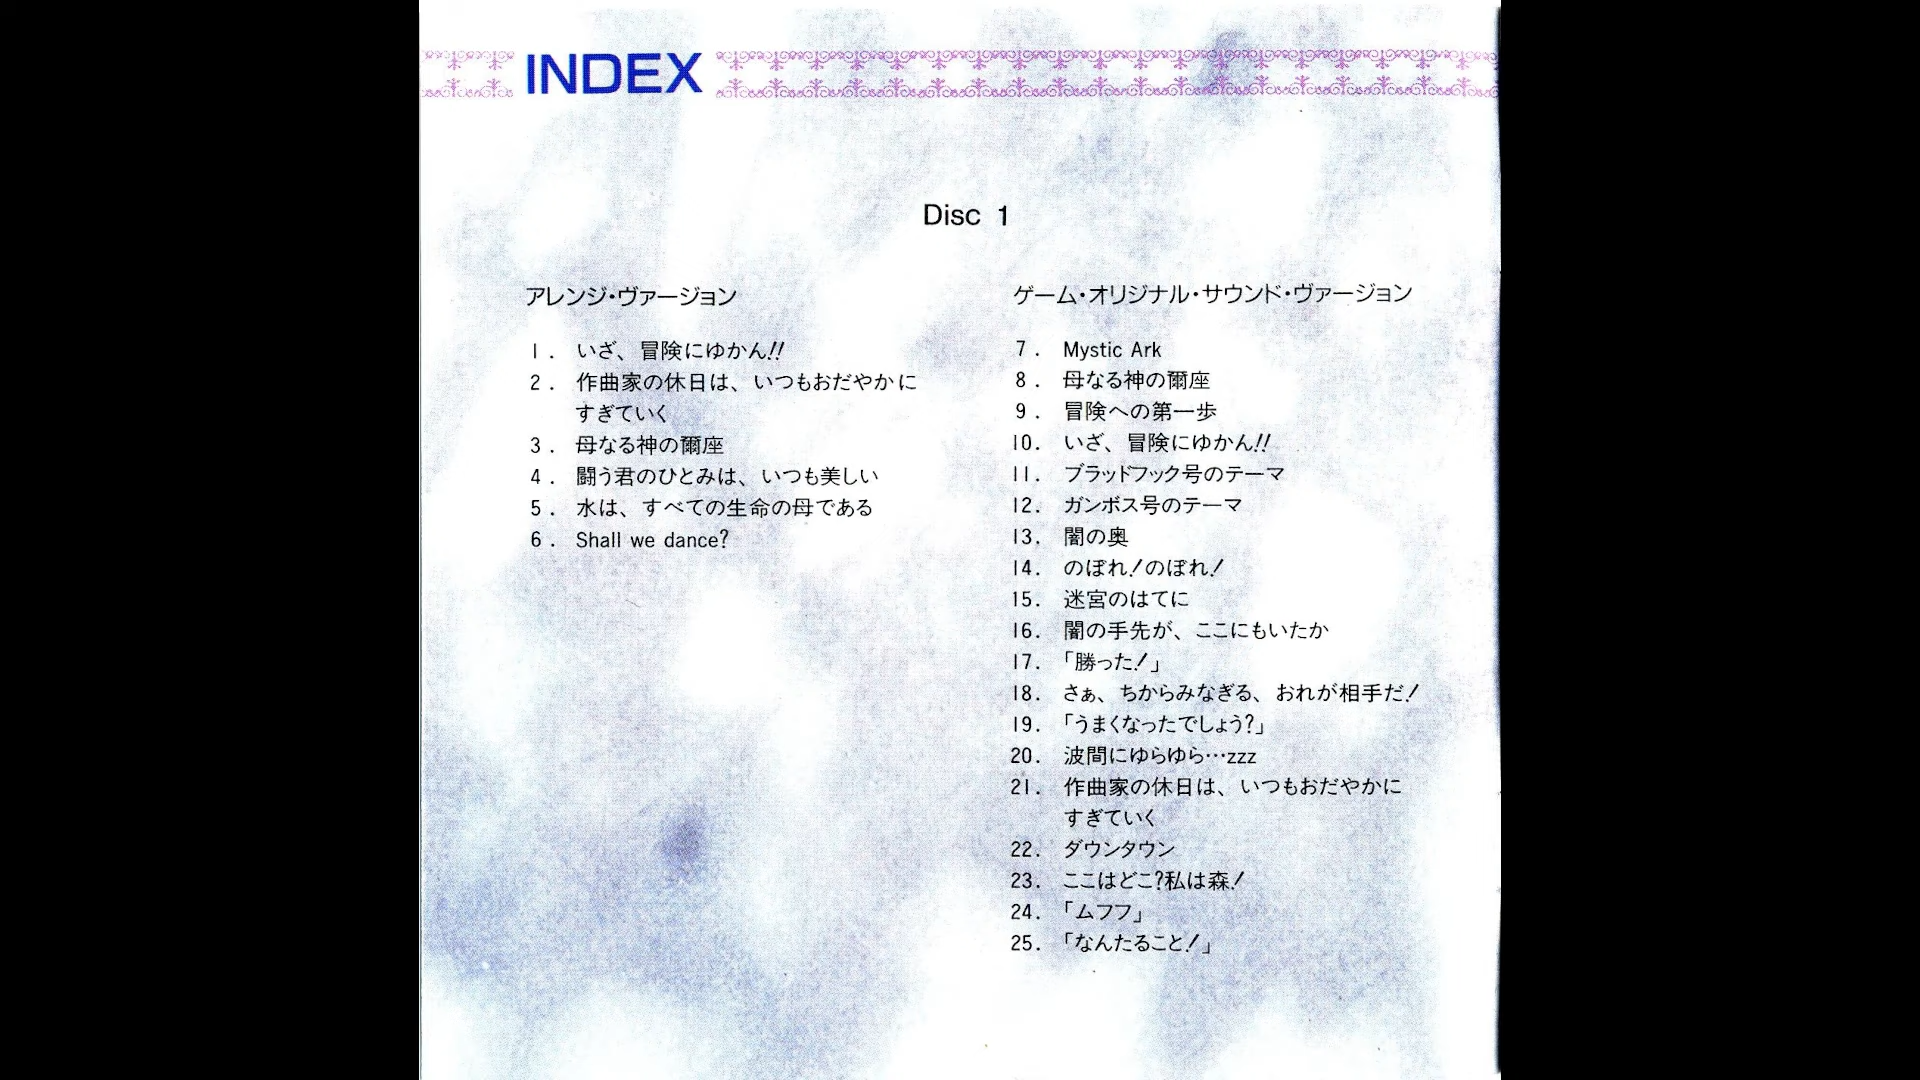 INDEX
Disc 1
アレンジ・ヴァージョン
1. いざ、冒険にゆかん!!
2. 作曲家の休日は、いつもおだやかに
すぎていく
3. 母なる神の爾座
4. 闘う君のひとみは、いつも美しい
5. 水は、すべての生命の母である
6. Shall we dance?
ゲーム・オリジナル・サウンド・ヴァージョン
7. Mystic Ark
8. 母なる神の爾座
9. 冒険への第一歩
10. いざ、冒険にゆかん!!
11. ブラッドフック号のテーマ
12. ガンボス号のテーマ
13. 闇の奥
14. のぼれ!のぼれ!
15. 迷宮のはてに
16. 闇の手先が、ここにもいたか
17. 「勝った!」
18. さぁ、ちからみなぎる、おれが相手だ!
19. 「うまくなったでしょう?」
20. 波間にゆらゆら…zzz
21. 作曲家の休日は、いつもおだやかに
すぎていく
22. ダウンタウン
23. ここはどこ?私は森!
24. 「ムフフ」
25. 「なんたること!」